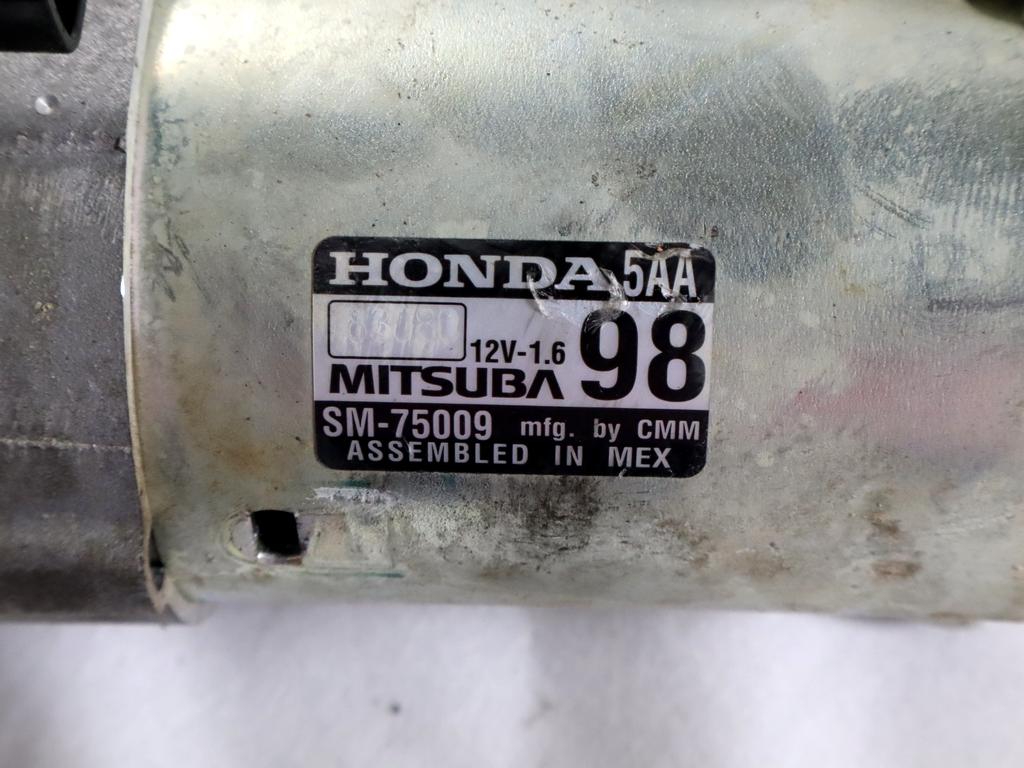 HONDA 5AA
12V-1.6 98
MITSUBA
SM-75009 mfg. by CMM
ASSEMBLED IN MEX